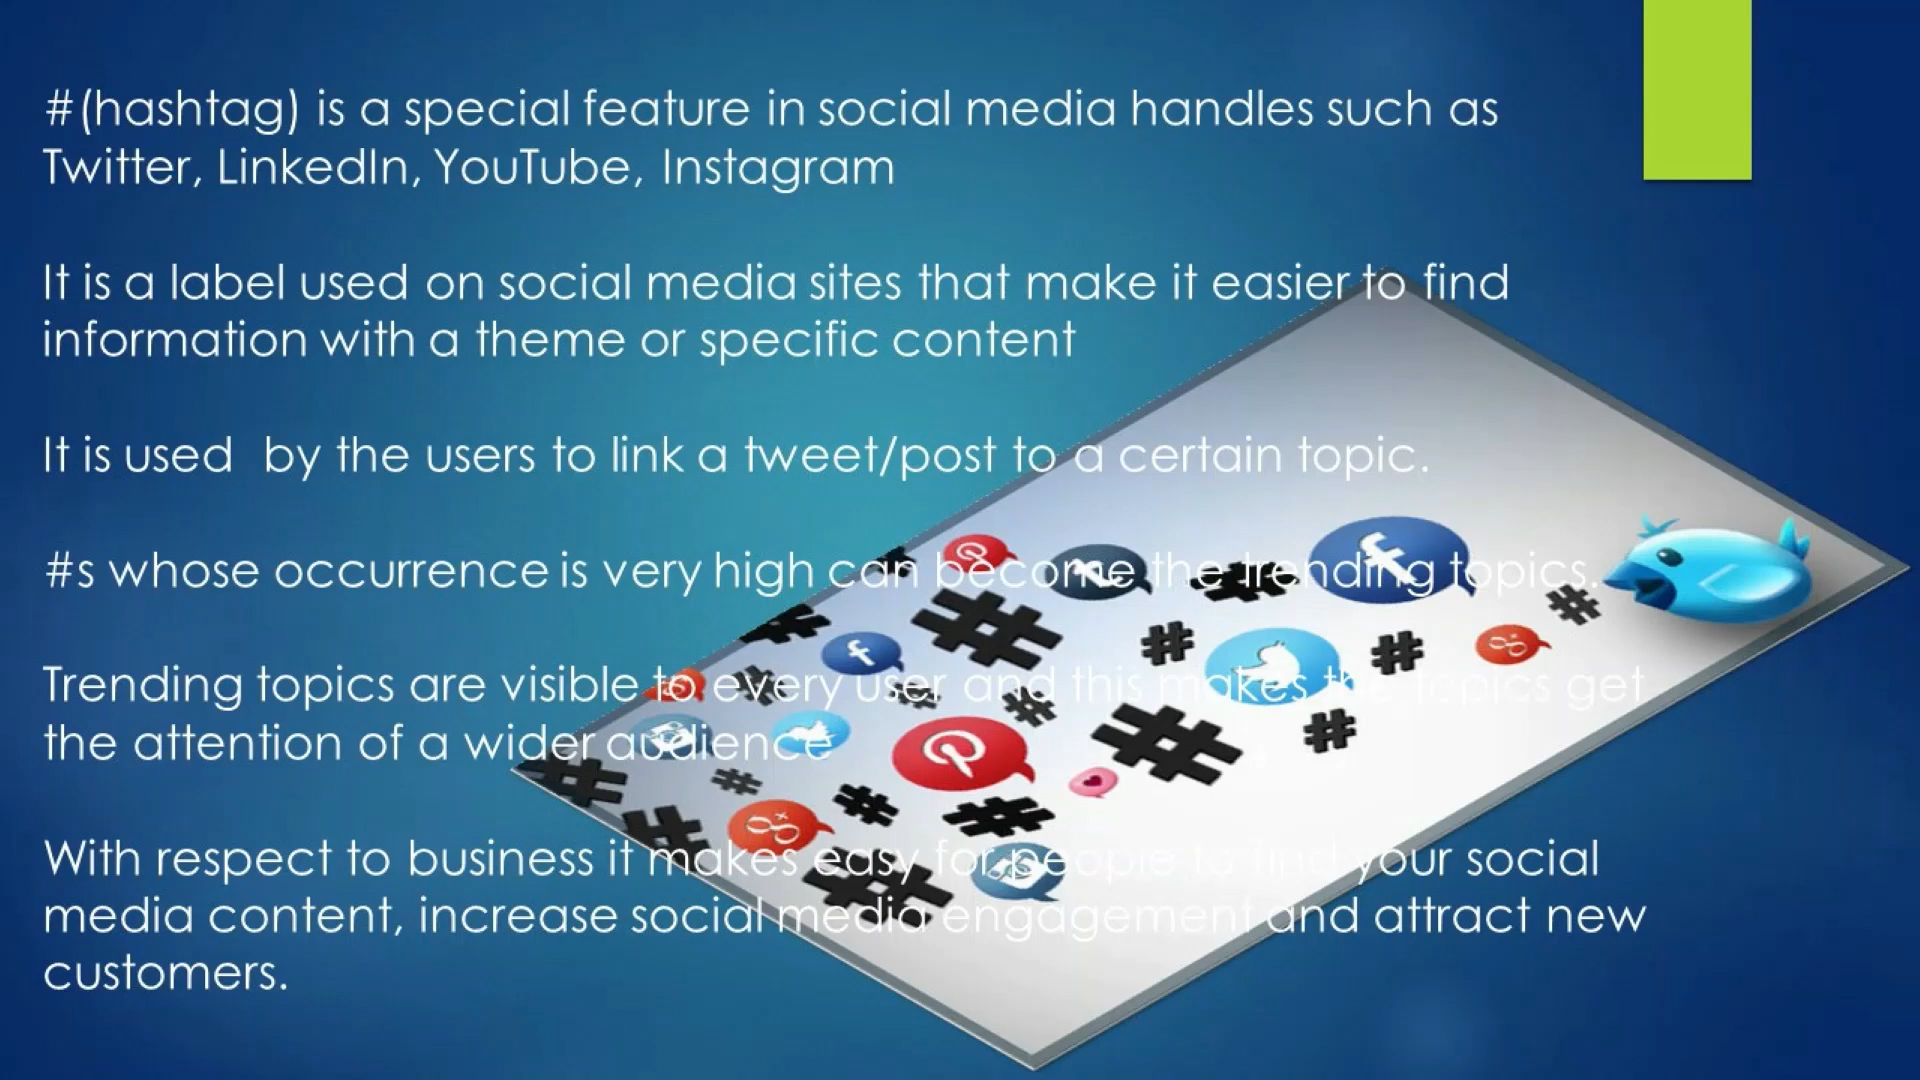 #(hashtag) is a special feature in social media handles such as
Twitter, LinkedIn, YouTube, Instagram
It is a label used on social media sites that make it easier to find
information with a theme or specific content
It is used by the users to link a tweet/post to a certain topic.
#s whose occurrence is very high can become the trending topics.
Trending topics are visible to every user and this makes the topics get
the attention of a wider audience
With respect to business it makes easy for people to find your social
media content, increase social media engagement and attract new
customers.